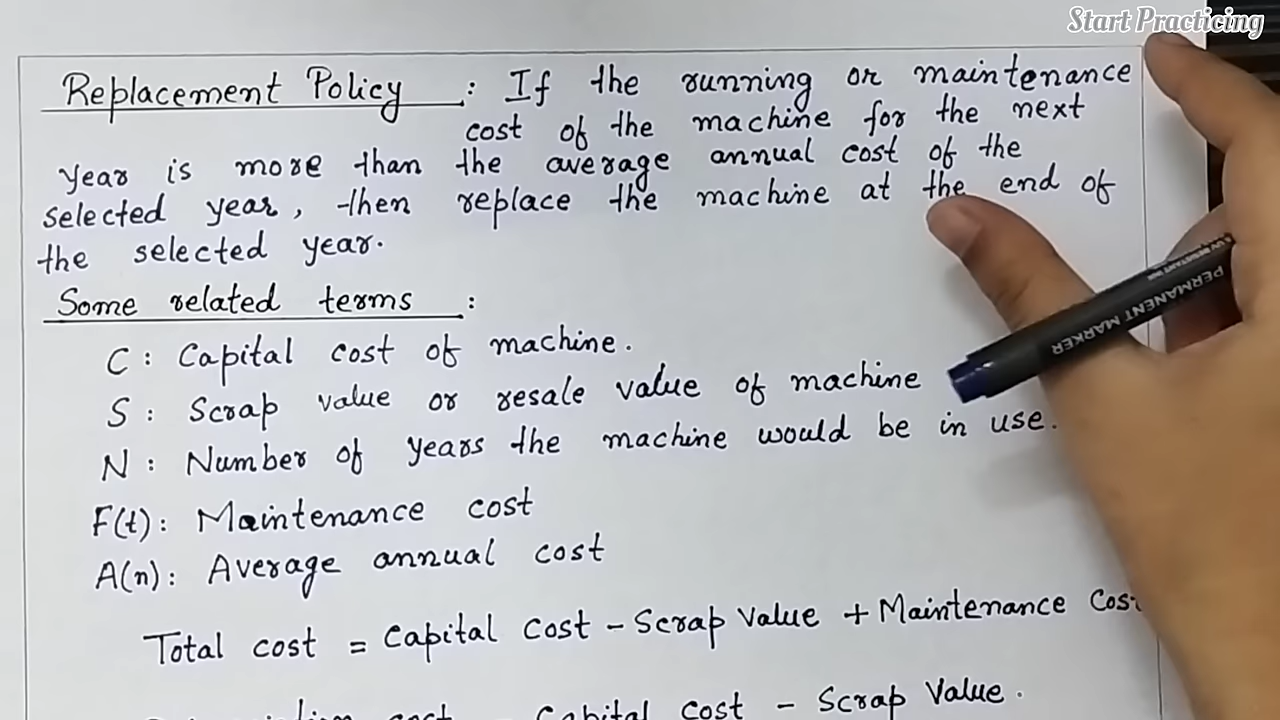 Start Practicing
Replacement Policy : If the running or maintenance
cost of the machine for the next
year is more than the average annual cost of the
selected year, then replace the machine at the end of
the selected year.
Some related terms :
C : Capital cost of machine.
S : Scrap value or resale value of machine
N : Number of years the machine would be in use.
F(t) : Maintenance cost
A(n) : Average annual cost
Total cost = Capital cost - Scrap Value + Maintenance Cost
cost = Capital cost - Scrap Value.
PERMANENT MARKER